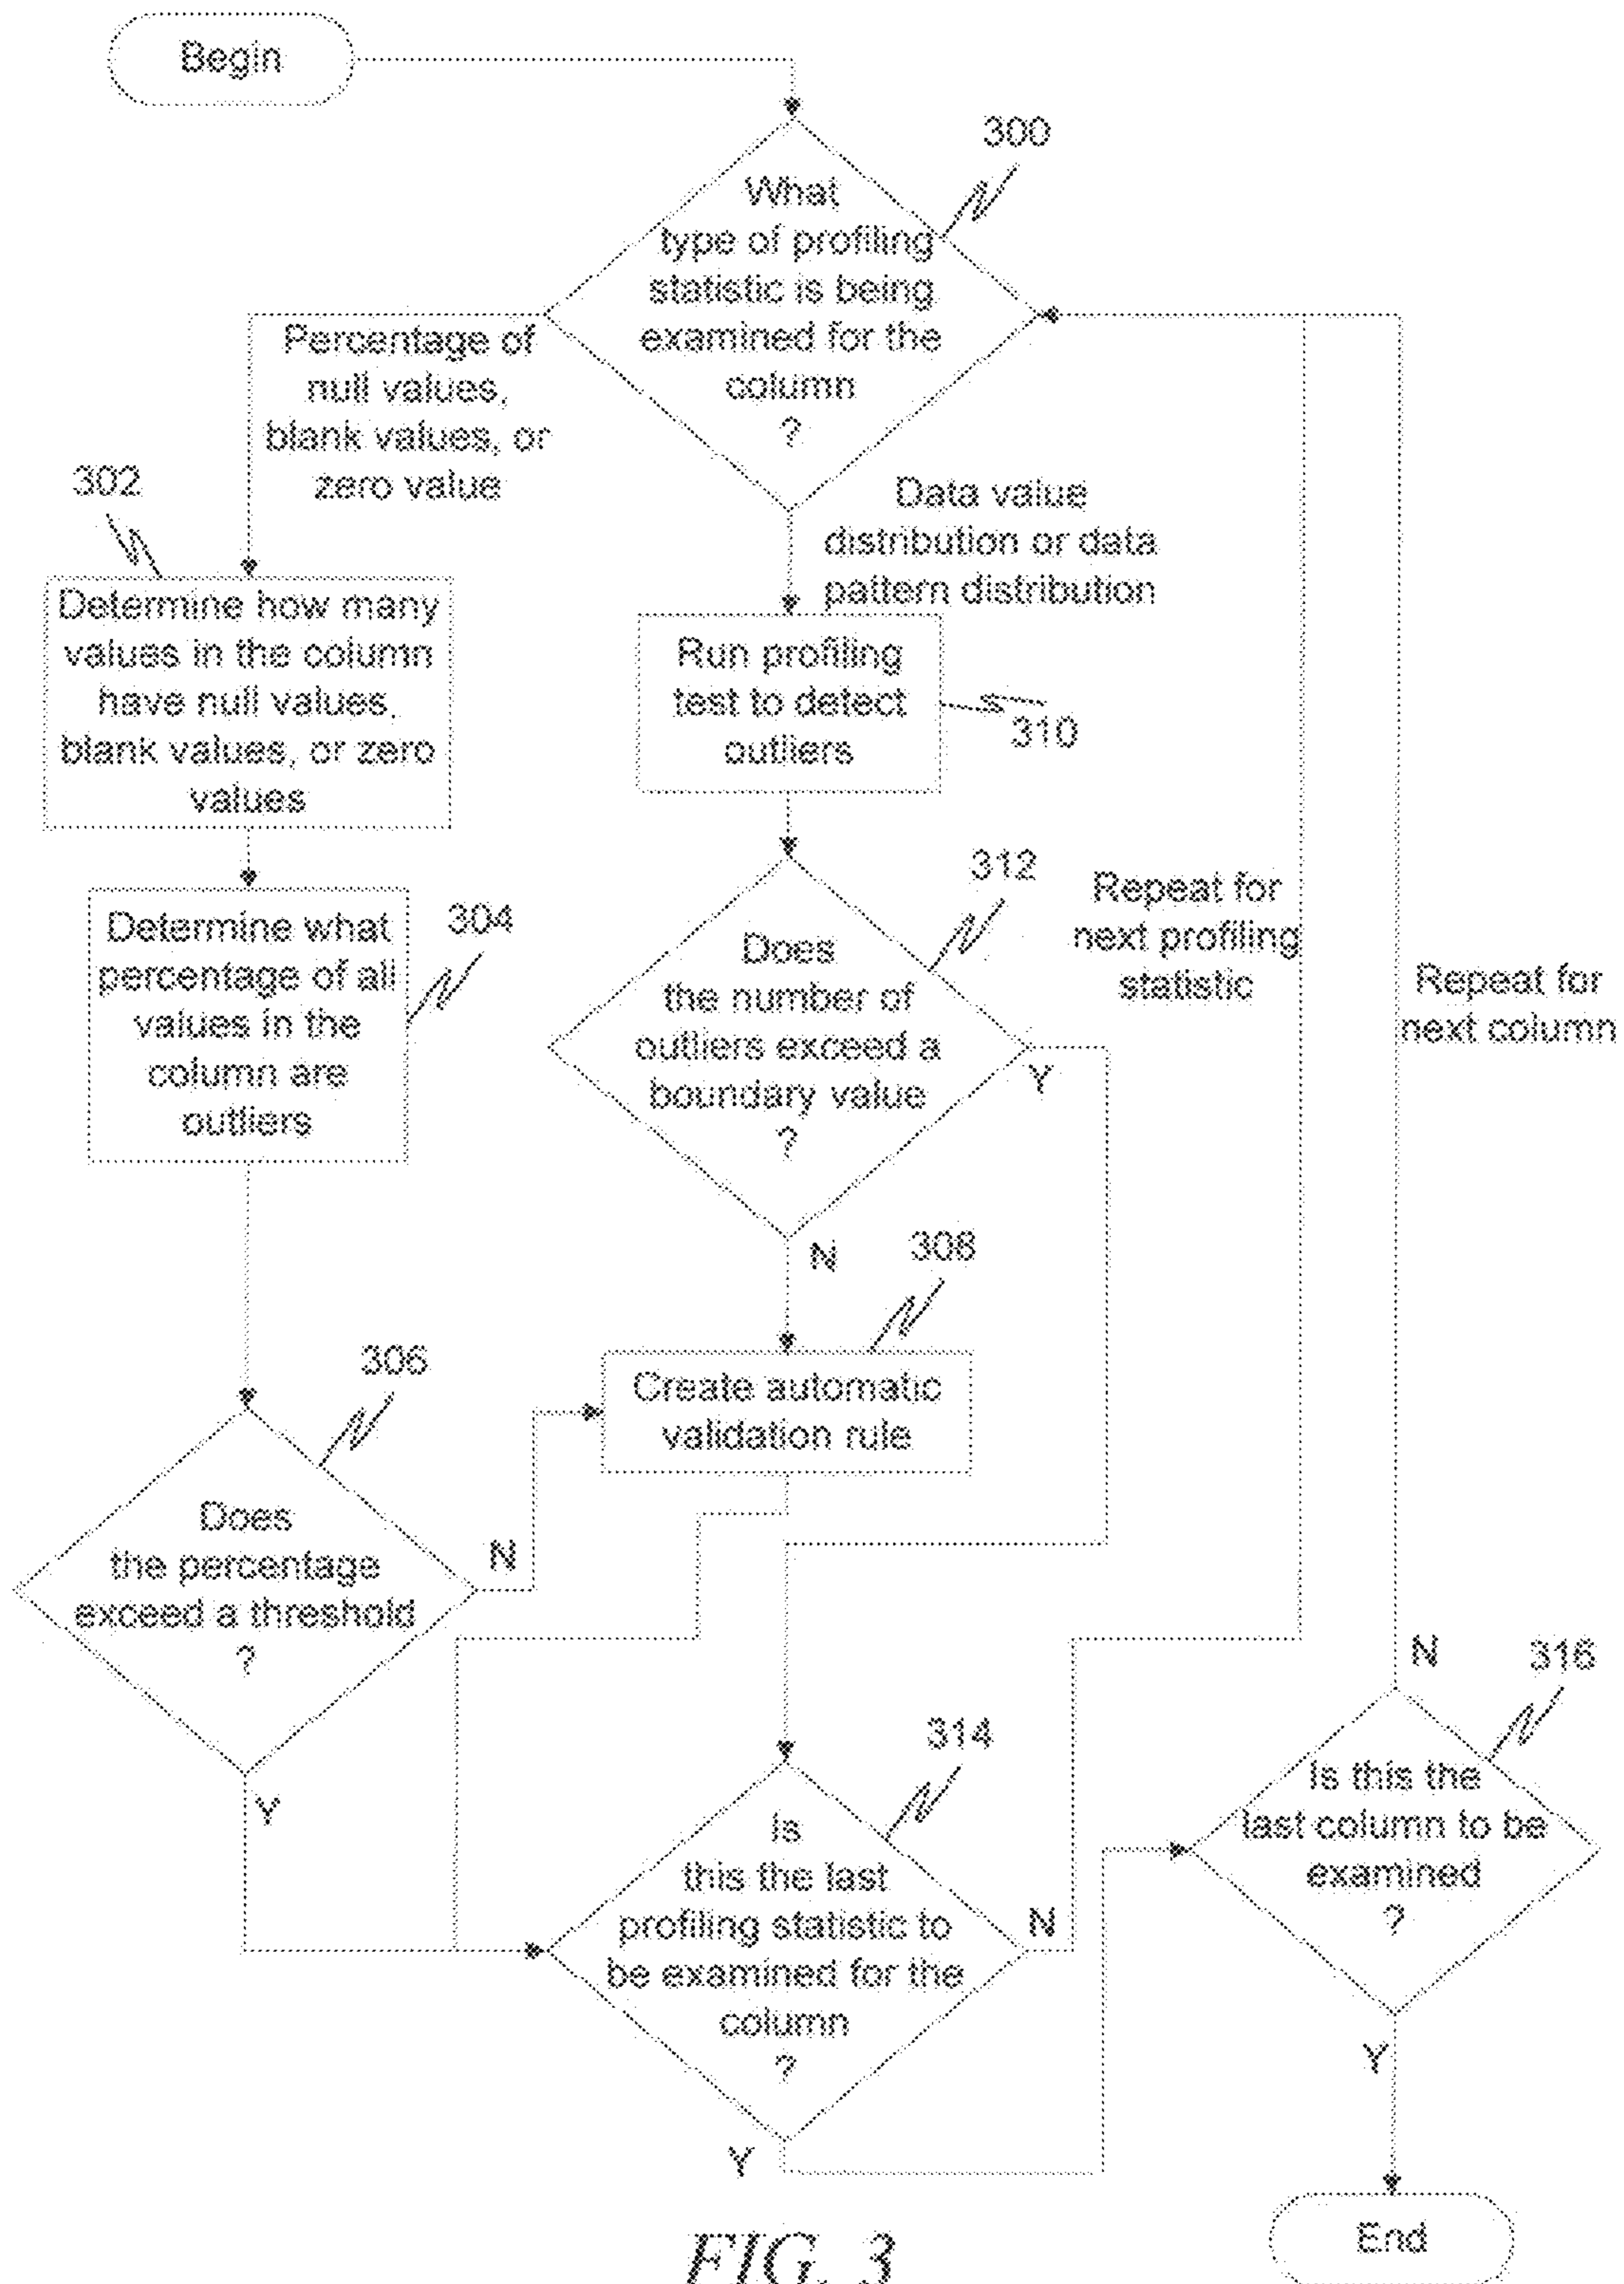 Begin
300
What
type of profiling
statistic is being
examined for the
column
?
Percentage of
null values,
blank values, or
zero value
302
Data value
distribution or data
pattern distribution
Determine how many
values in the column
have null values,
blank values, or zero
values
Run profiling
test to detect
outliers
310
304
Determine what
percentage of all
values in the
column are
outliers
312
Does
the number of
outliers exceed a
boundary value
?
Y
N
Repeat for
next profiling
statistic
Repeat for
next column
308
Create automatic
validation rule
306
Does
the percentage
exceed a threshold
?
N
Y
314
Is
this the last
profiling statistic to
be examined for the
column
?
N
Y
316
N
Is this the
last column to be
examined
?
Y
End
FIG. 3